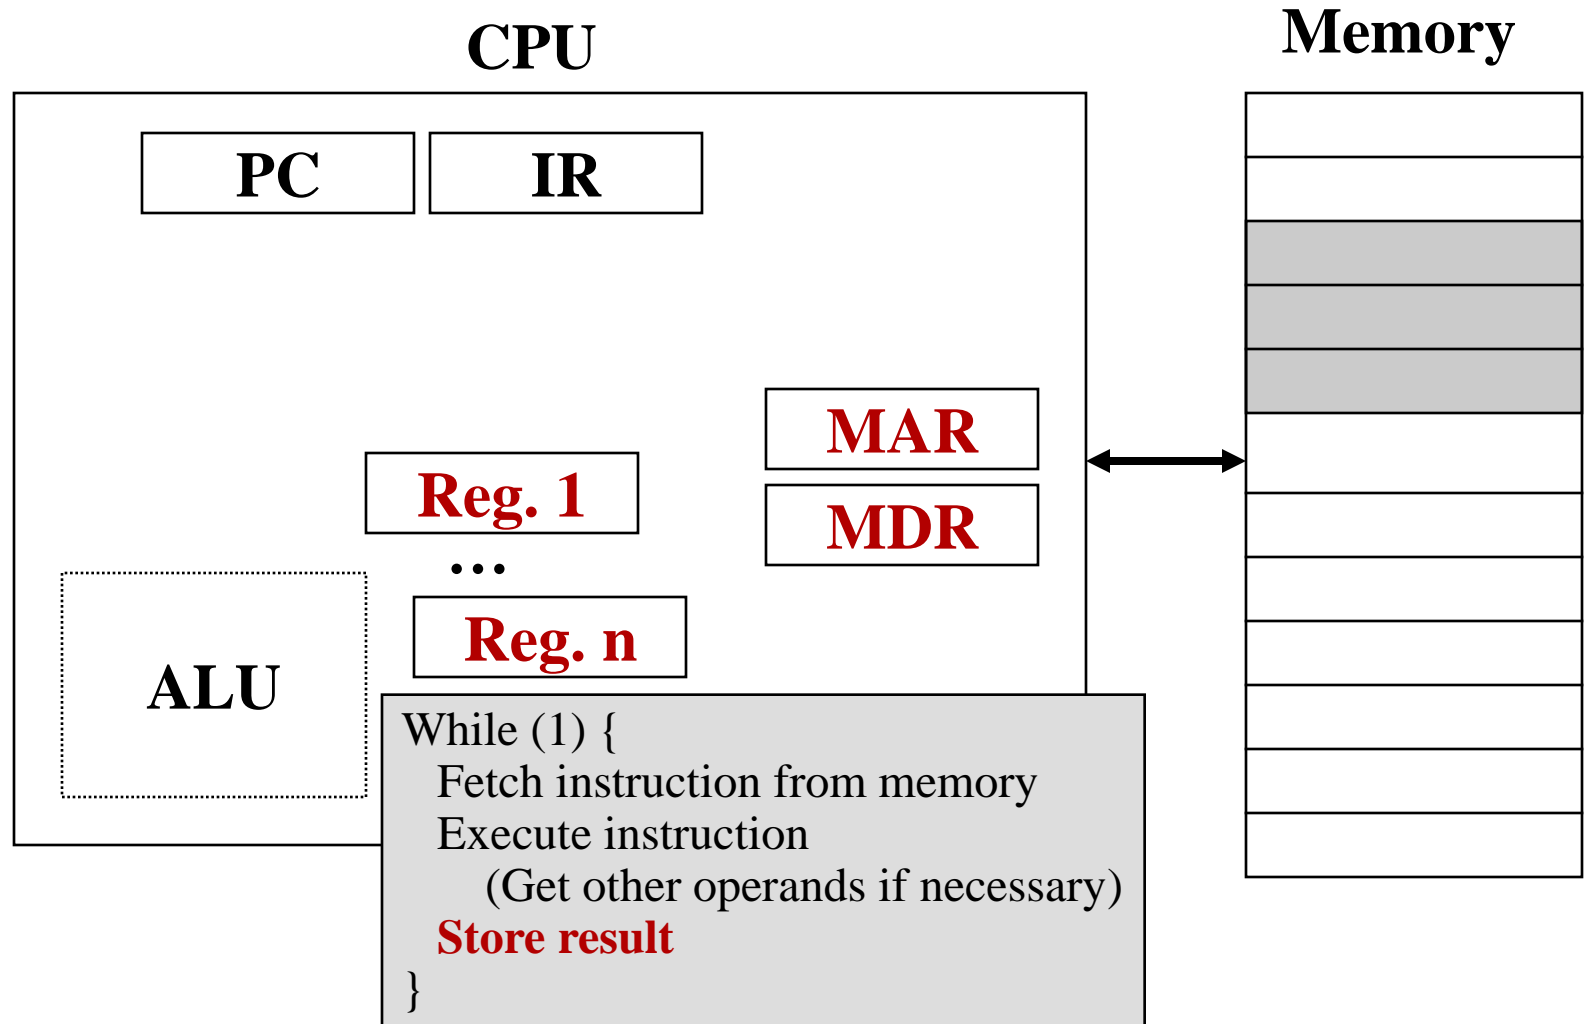 CPU
Memory
PC
IR
MAR
Reg. 1
MDR
...
Reg. n
ALU
While (1) {
Fetch instruction from memory
Execute instruction
(Get other operands if necessary)
Store result
}